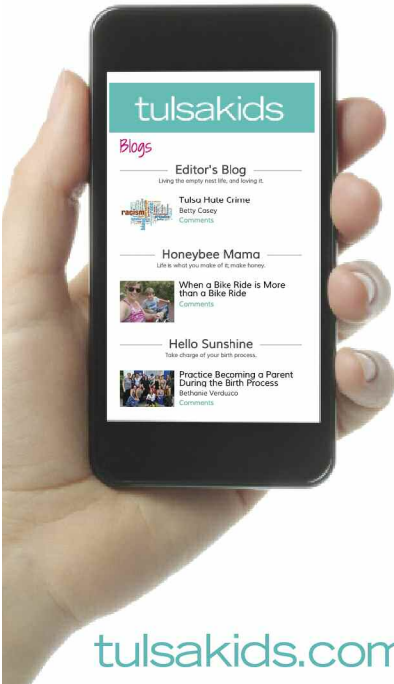 tulsakids
Blogs
Editor's Blog
Living the empty nest life, and loving it.
racism
Tulsa Hate Crime
Betty Casey
Comments
Honeybee Mama
Life is what you make of it; make honey.
When a Bike Ride is More
than a Bike Ride
Comments
Hello Sunshine
Take charge of your birth process.
Practice Becoming a Parent
During the Birth Process
Bethanie Verduzco
Comments
tulsakids.com